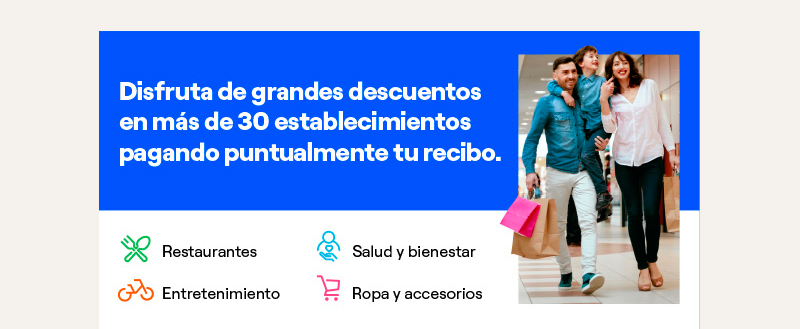 Disfruta de grandes descuentos
en más de 30 establecimientos
pagando puntualmente tu recibo.
Restaurantes
Salud y bienestar
Entretenimiento
Ropa y accesorios